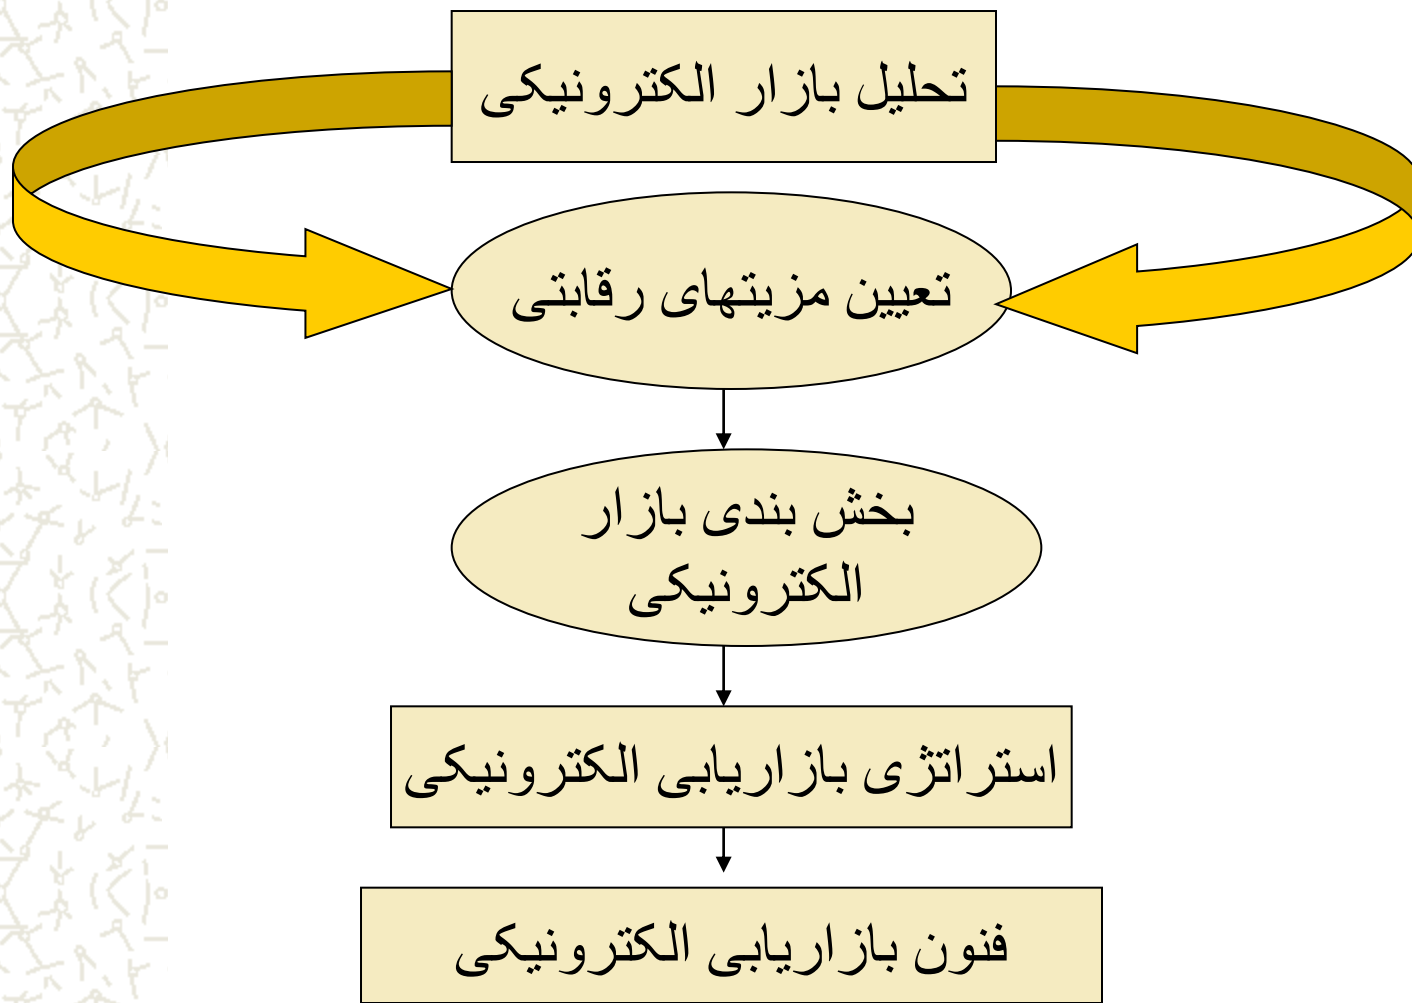 تحلیل بازار الکترونیکی
تعیین مزیتهای رقابتی
بخش بندی بازار
الکترونیکی
استراتژی بازاریابی الکترونیکی
فنون بازاریابی الکترونیکی